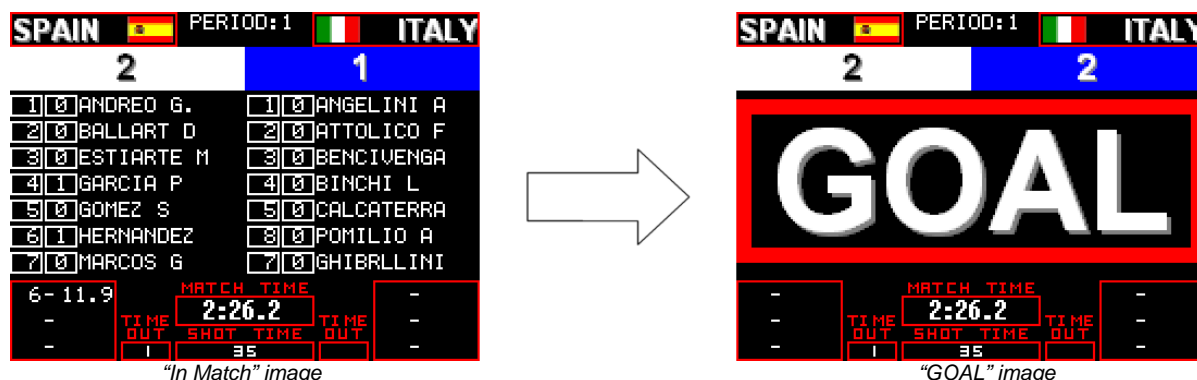 SPAIN PERIOD:1 ITALY
2 1
1 0 ANDREO G. 1 0 ANGELINI A
2 0 BALLART D 2 0 ATTOLICO F
3 0 ESTIARTE M 3 0 BENCIVENGA
4 1 GARCIA P 4 0 BINCHI L
5 0 GOMEZ S 5 0 CALCATERRA
6 1 HERNANDEZ 8 0 POMILIO A
7 0 MARCOS G 7 0 GHIBRLLINI
6-11.9 MATCH TIME -
- 2:26.2 -
TIME OUT SHOT TIME TIME OUT
- 1 35 -
"In Match" image
SPAIN PERIOD:1 ITALY
2 2
GOAL
- MATCH TIME -
- 2:26.2 -
TIME OUT SHOT TIME TIME OUT
- 1 35 -
"GOAL" image